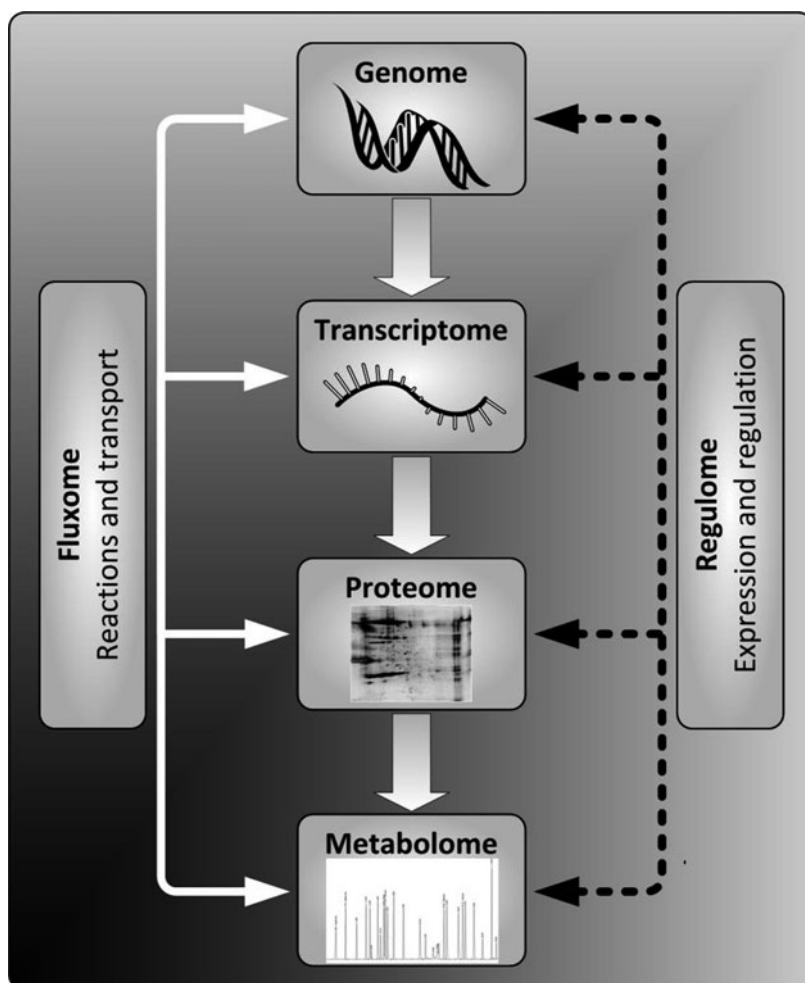 Genome
Transcriptome
Fluxome
Reactions and transport
Regulome
Expression and regulation
Proteome
Metabolome